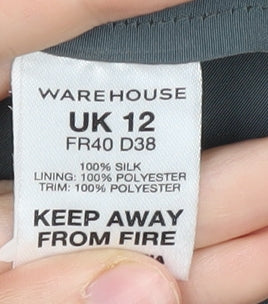 WAREHOUSE
UK 12
FR40 D38
100% SILK
LINING: 100% POLYESTER
TRIM: 100% POLYESTER
KEEP AWAY
FROM FIRE